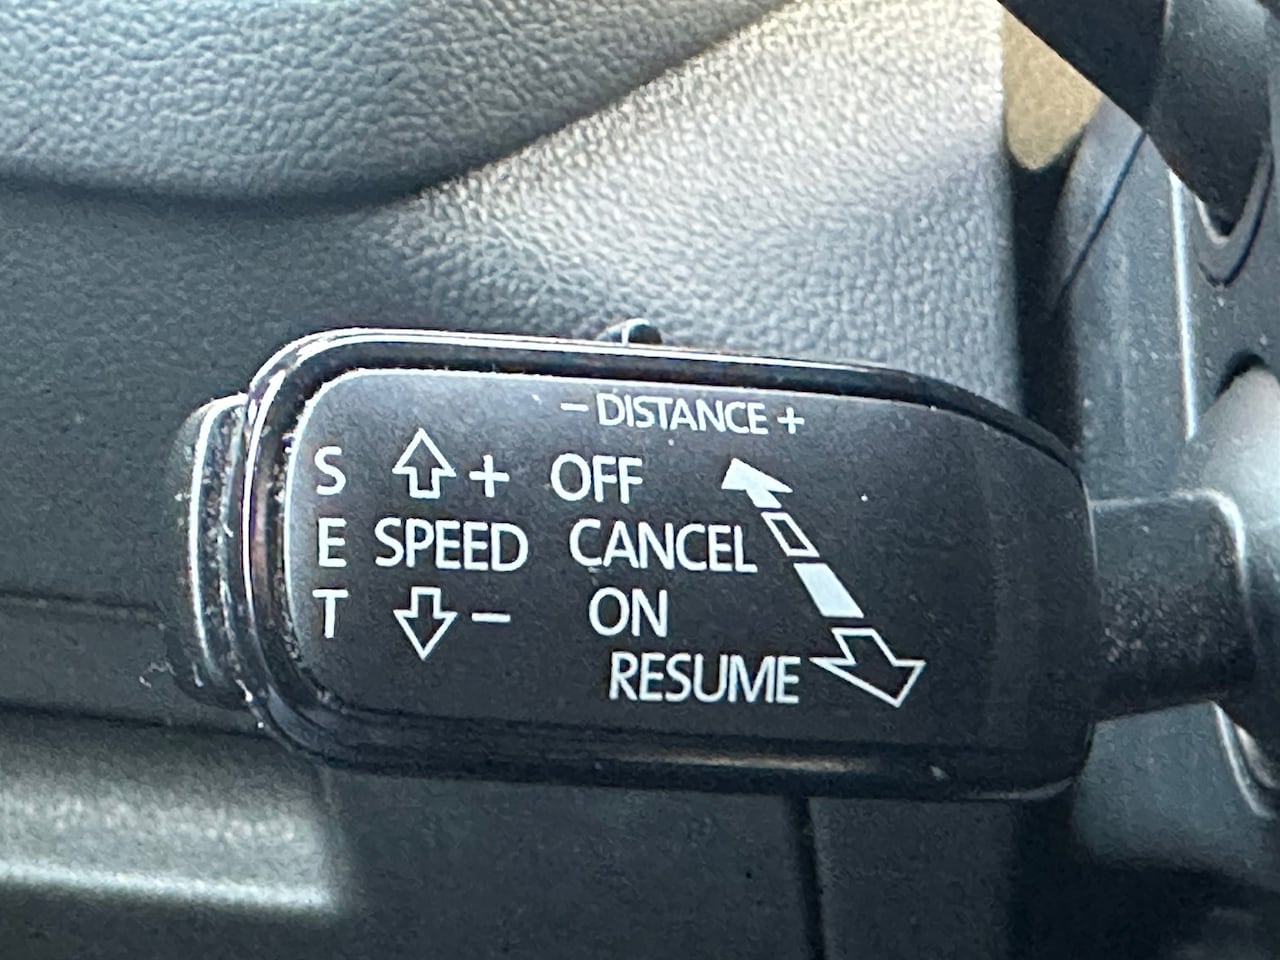 – DISTANCE +
S + OFF
E SPEED CANCEL
T – ON
RESUME